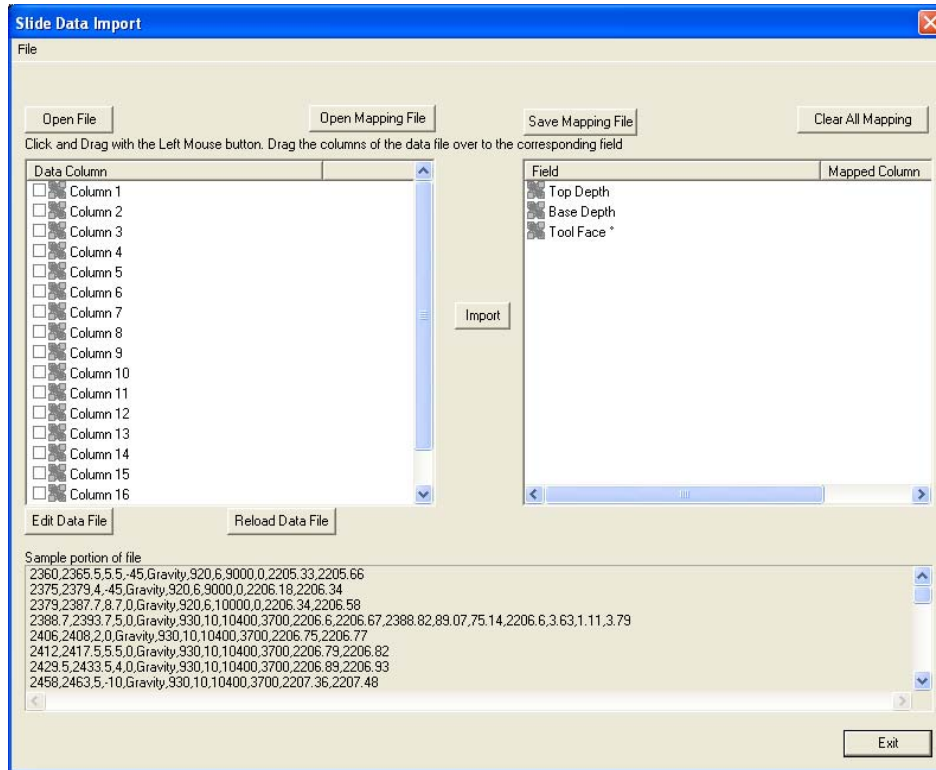 Slide Data Import
File
Open File
Open Mapping File
Save Mapping File
Clear All Mapping
Click and Drag with the Left Mouse button. Drag the columns of the data file over to the corresponding field
Data Column
Column 1
Column 2
Column 3
Column 4
Column 5
Column 6
Column 7
Column 8
Column 9
Column 10
Column 11
Column 12
Column 13
Column 14
Column 15
Column 16
Import
Field Mapped Column
Top Depth
Base Depth
Tool Face *
Edit Data File
Reload Data File
Sample portion of file
2360,2365.5,5.5,-45,Gravity,920,6,9000,0,2205.33,2205.66
2375,2379,4,-45,Gravity,920,6,9000,0,2206.18,2206.34
2379,2387.7,8.7,0,Gravity,920,6,10000,0,2206.34,2206.58
2388.7,2393.7,5,0,Gravity,930,10,10400,3700,2206.6,2206.67,2388.82,89.07,75.14,2206.6,3.63,1.11,3.79
2406,2408,2,0,Gravity,930,10,10400,3700,2206.75,2206.77
2412,2417.5,5.5,0,Gravity,930,10,10400,3700,2206.79,2206.82
2429.5,2433.5,4,0,Gravity,930,10,10400,3700,2206.89,2206.93
2458,2463,5,-10,Gravity,930,10,10400,3700,2207.36,2207.48
Exit